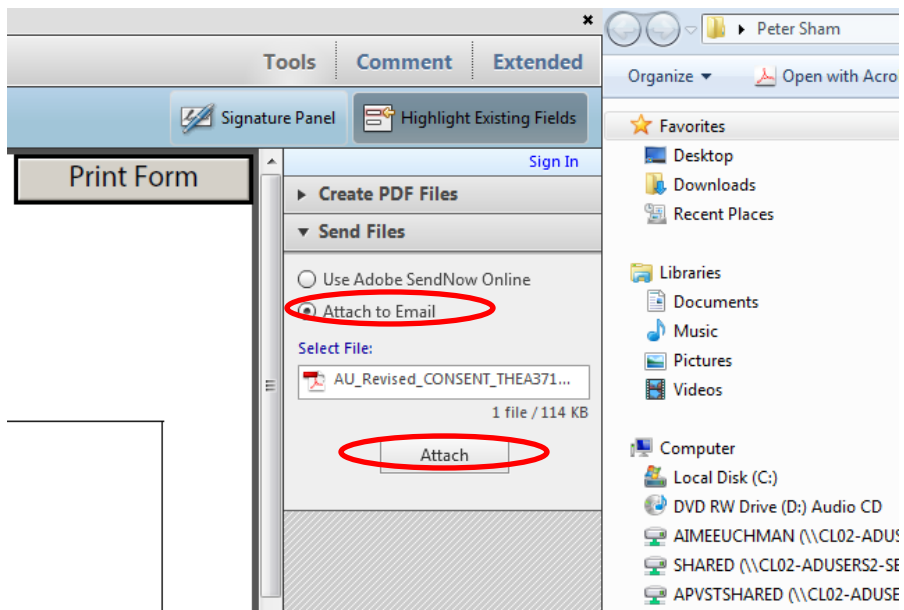 Tools Comment Extended
Signature Panel Highlight Existing Fields
Print Form
Sign In
Create PDF Files
Send Files
Use Adobe SendNow Online
Attach to Email
Select File:
AU_Revised_CONSENT_THEA371...
1 file / 114 KB
Attach
Peter Sham
Organize Open with Acro
Favorites
Desktop
Downloads
Recent Places
Libraries
Documents
Music
Pictures
Videos
Computer
Local Disk (C:)
DVD RW Drive (D:) Audio CD
AIMEEUCHMAN (\\CL02-ADUS
SHARED (\\CL02-ADUSERS2-SE
APVSTSHARED (\\CL02-ADUSE